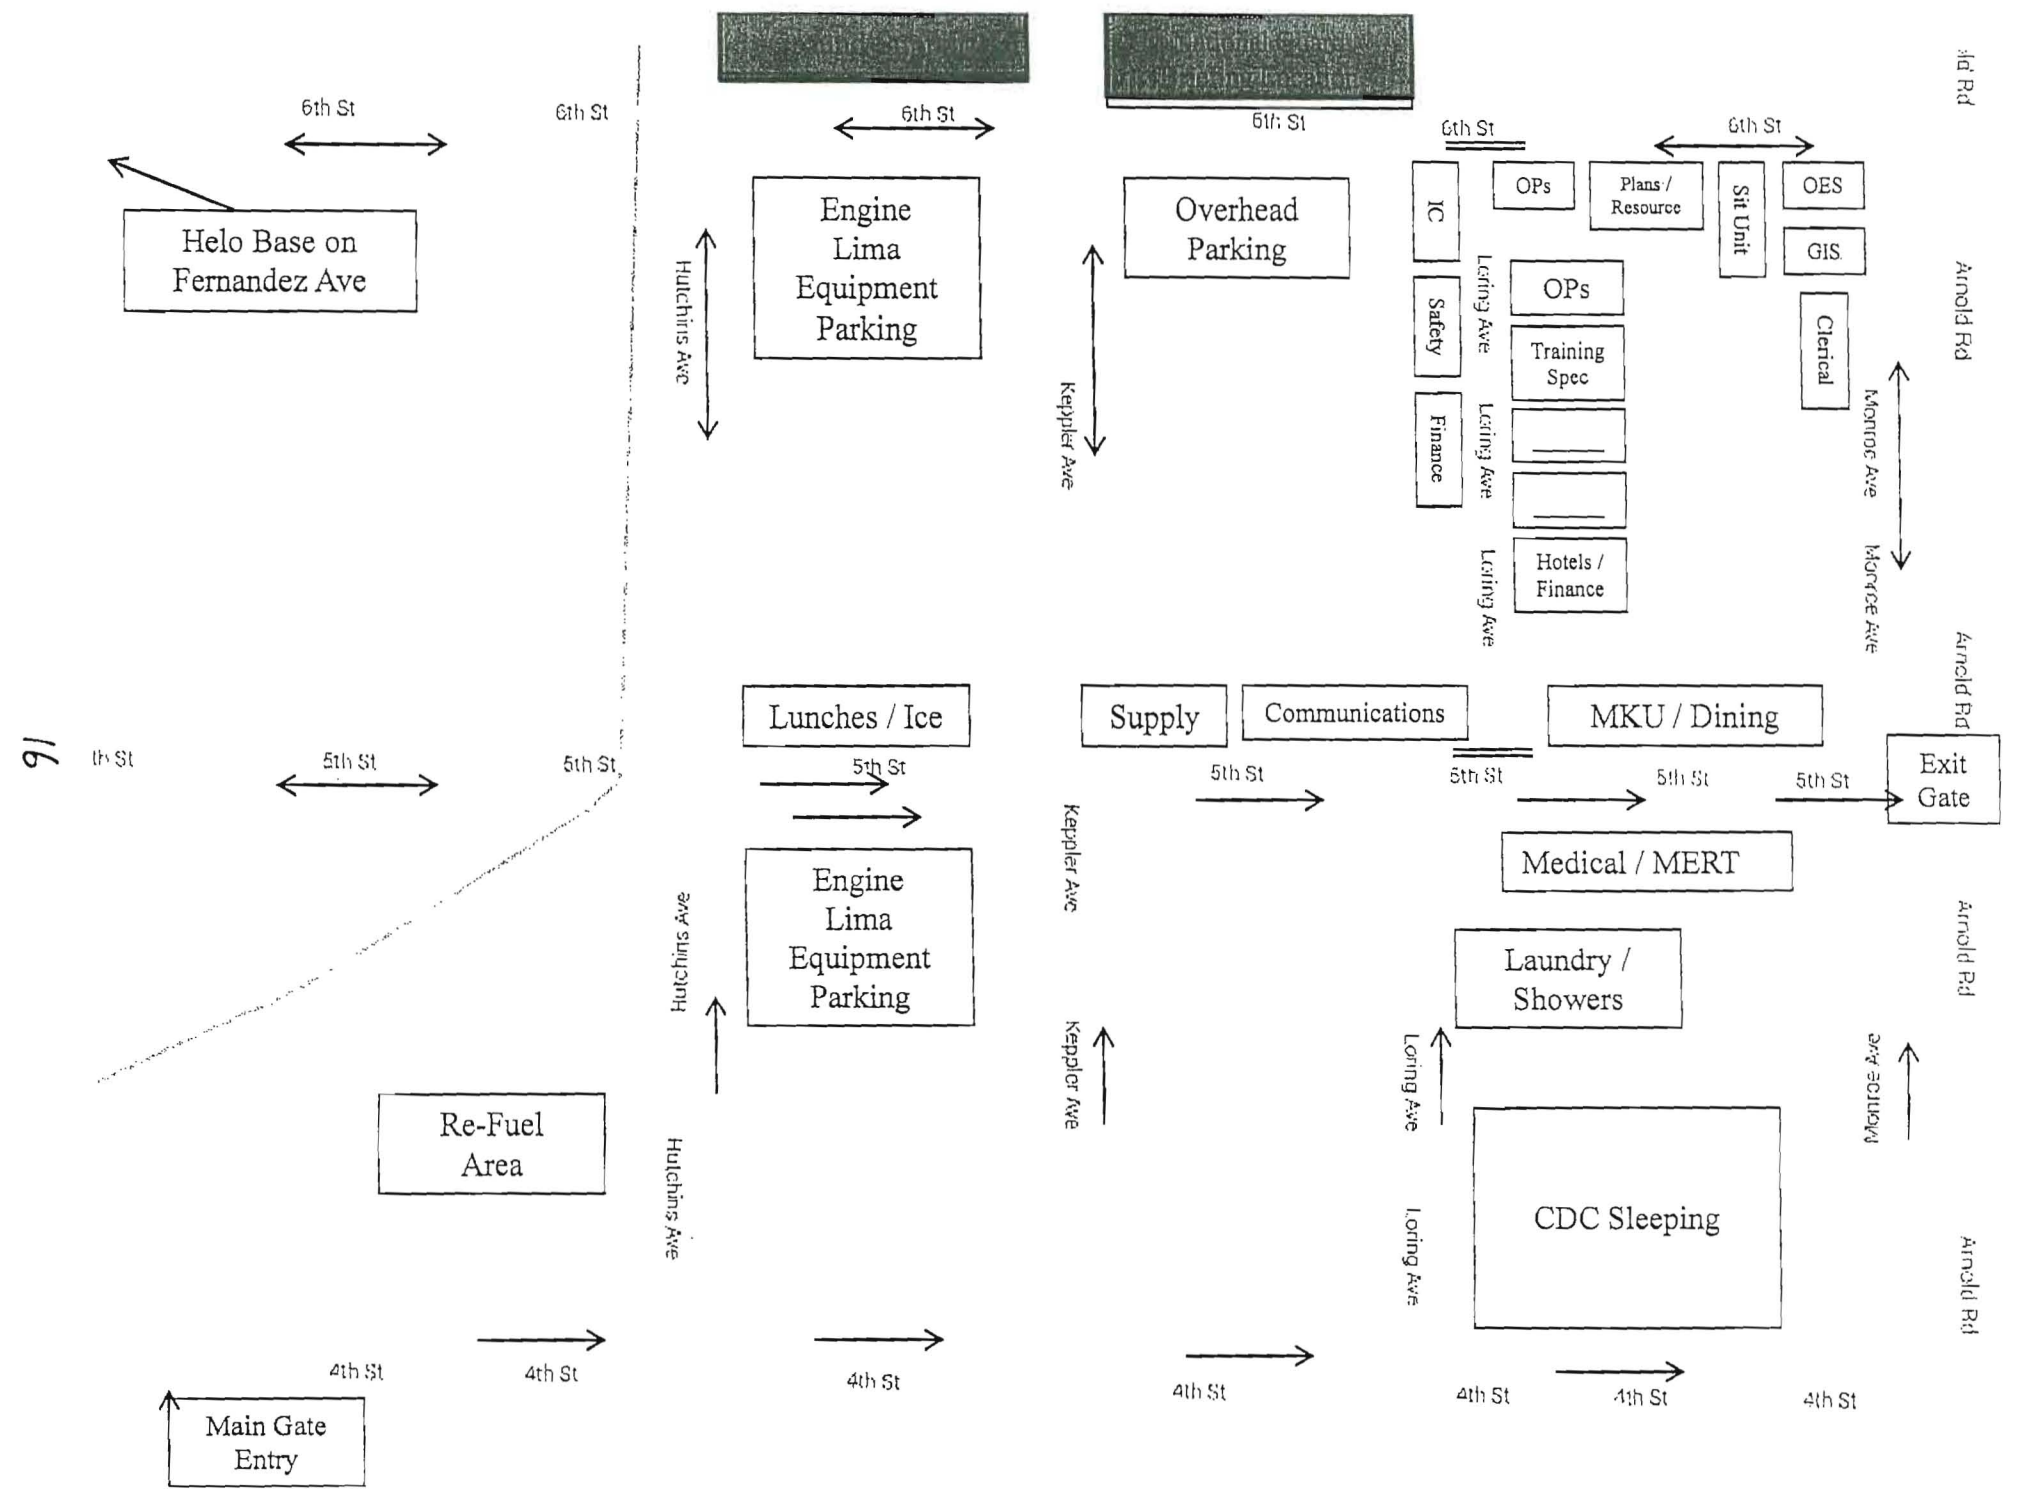 6th St
6th St
6th St
6th St
6th St
6th St
Helo Base on
Fernandez Ave
Hutchins Ave
Engine
Lima
Equipment
Parking
Keppler Ave
Overhead
Parking
IC
Safety
Finance
OPs
Plans /
Resource
Sit Unit
OES
GIS
Clerical
Loring Ave
Loring Ave
Loring Ave
OPs
Training
Spec
Hotels /
Finance
Monroe Ave
Monroe Ave
Rd
Arnold Rd
Arnold Rd
Lunches / Ice
Supply
Communications
MKU / Dining
Exit
Gate
16
th St
5th St
5th St
5th St
5th St
5th St
5th St
5th St
Hutchins Ave
Hutchins Ave
Engine
Lima
Equipment
Parking
Keppler Ave
Keppler Ave
Medical / MERT
Laundry /
Showers
Loring Ave
Loring Ave
Monroe Ave
Arnold Rd
Arnold Rd
Re-Fuel
Area
CDC Sleeping
4th St
4th St
4th St
4th St
4th St
4th St
4th St
Main Gate
Entry